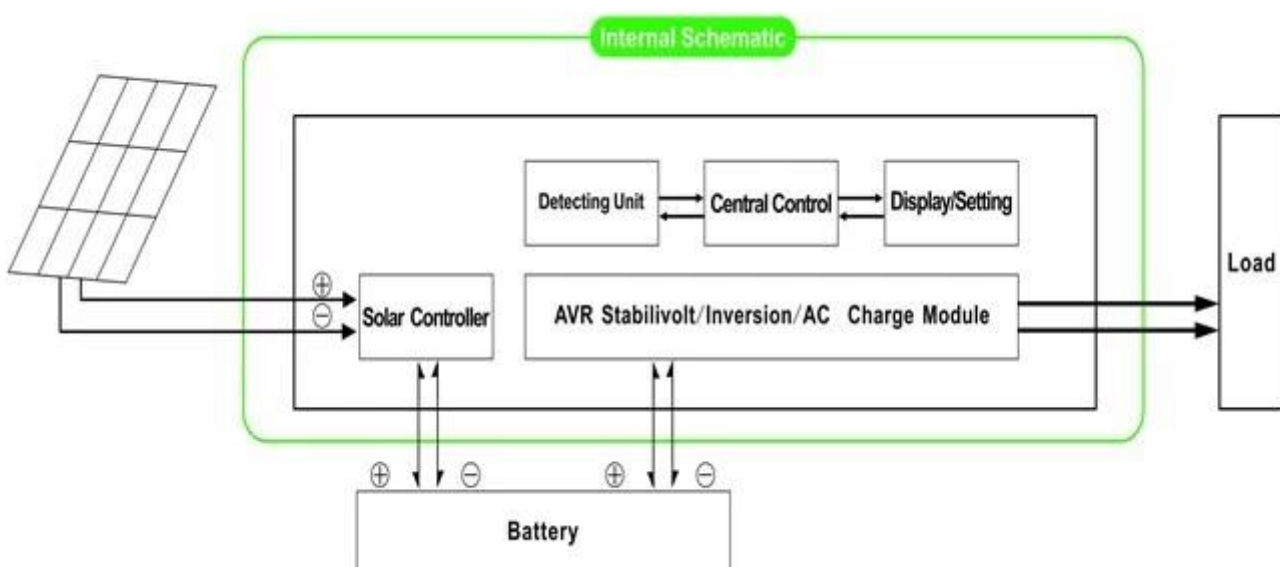 Internal Schematic
Detecting Unit
Central Control
Display/Setting
Load
⊕
⊖
Solar Controller
AVR Stabilivolt/Inversion/AC Charge Module
⊕ ⊖ ⊕ ⊖
Battery